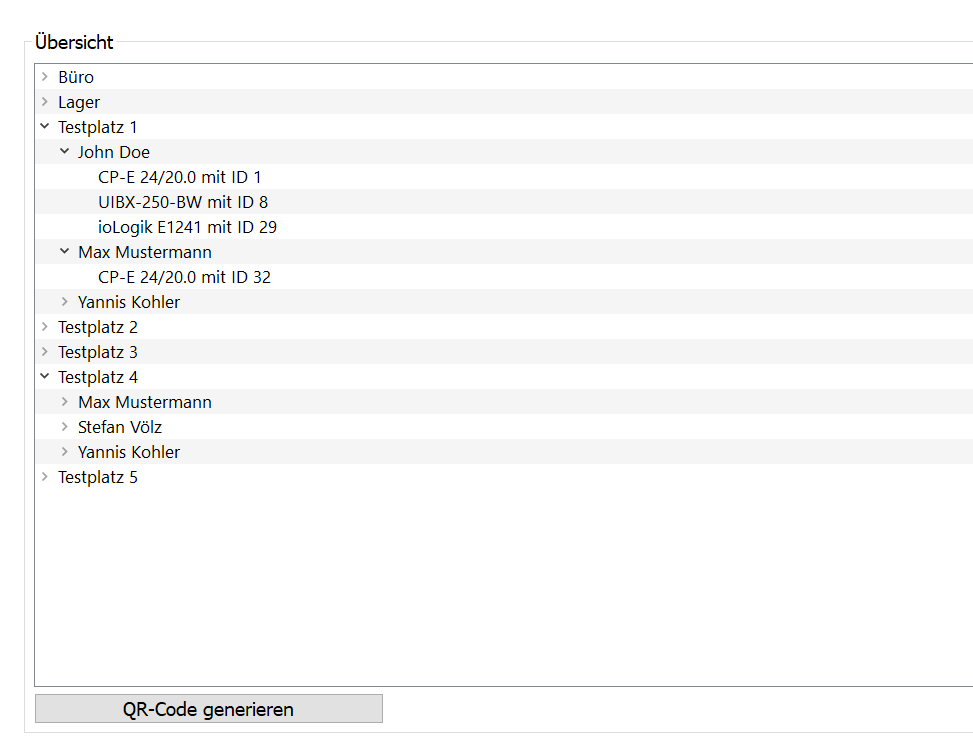 Übersicht
Büro
Lager
Testplatz 1
John Doe
CP-E 24/20.0 mit ID 1
UIBX-250-BW mit ID 8
ioLogik E1241 mit ID 29
Max Mustermann
CP-E 24/20.0 mit ID 32
Yannis Kohler
Testplatz 2
Testplatz 3
Testplatz 4
Max Mustermann
Stefan Völz
Yannis Kohler
Testplatz 5
QR-Code generieren